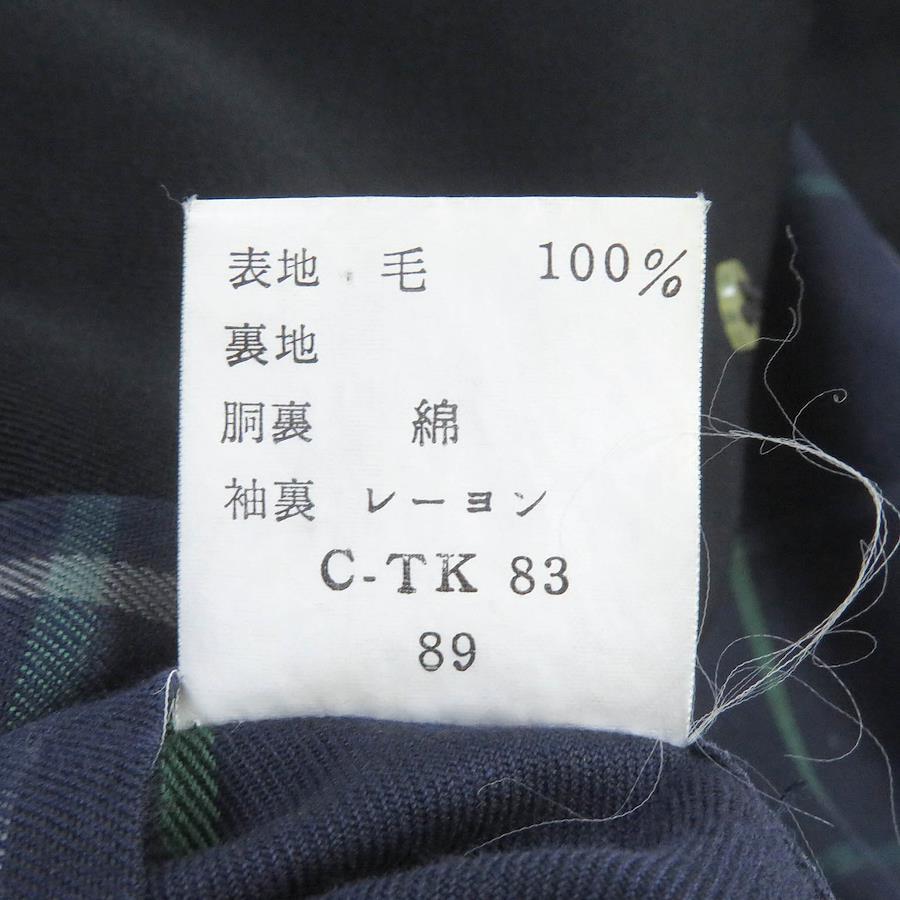 表地 毛 100%
裏地
胴裏 綿
袖裏 レーヨン
C-TK 83
89